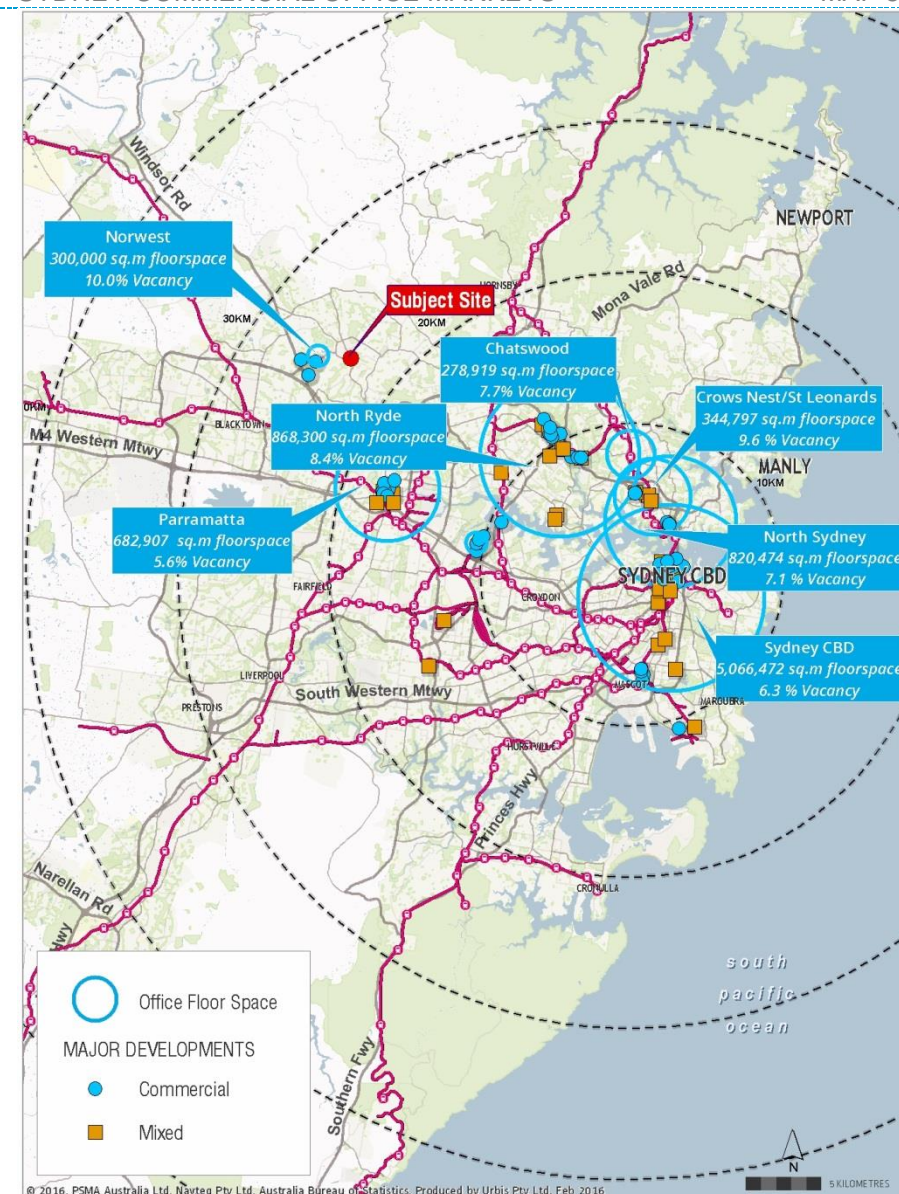 SYDNEY COMMERCIAL OFFICE MARKETS
Windsor Rd
NEWPORT
Norwest
300,000 sq.m floorspace
10.0% Vacancy
HORNSBY
Mona Vale Rd
Subject Site
30KM
20KM
Chatswood
278,919 sq.m floorspace
7.7% Vacancy
Crows Nest/St Leonards
344,797 sq.m floorspace
9.6 % Vacancy
North Ryde
868,300 sq.m floorspace
8.4% Vacancy
BLACKTOWN
M4 Western Mtwy
MANLY
10KM
Parramatta
682,907 sq.m floorspace
5.6% Vacancy
North Sydney
820,474 sq.m floorspace
7.1 % Vacancy
SYDNEY CBD
FAIRFIELD
CROYDON
Sydney CBD
5,066,472 sq.m floorspace
6.3 % Vacancy
LIVERPOOL
MASCOT
South Western Mtwy
MAROUBRA
PRESTONS
HURSTVILLE
Princes Hwy
Narellan Rd
CRONULLA
Hwy
south
pacific
ocean
Office Floor Space
MAJOR DEVELOPMENTS
Commercial
Mixed
Southern Fwy
N
5 KILOMETRES
© 2016. PSMA Australia Ltd, Navteq Pty Ltd, Australia Bureau of Statistics. Produced by Urbis Pty Ltd. Feb 2016